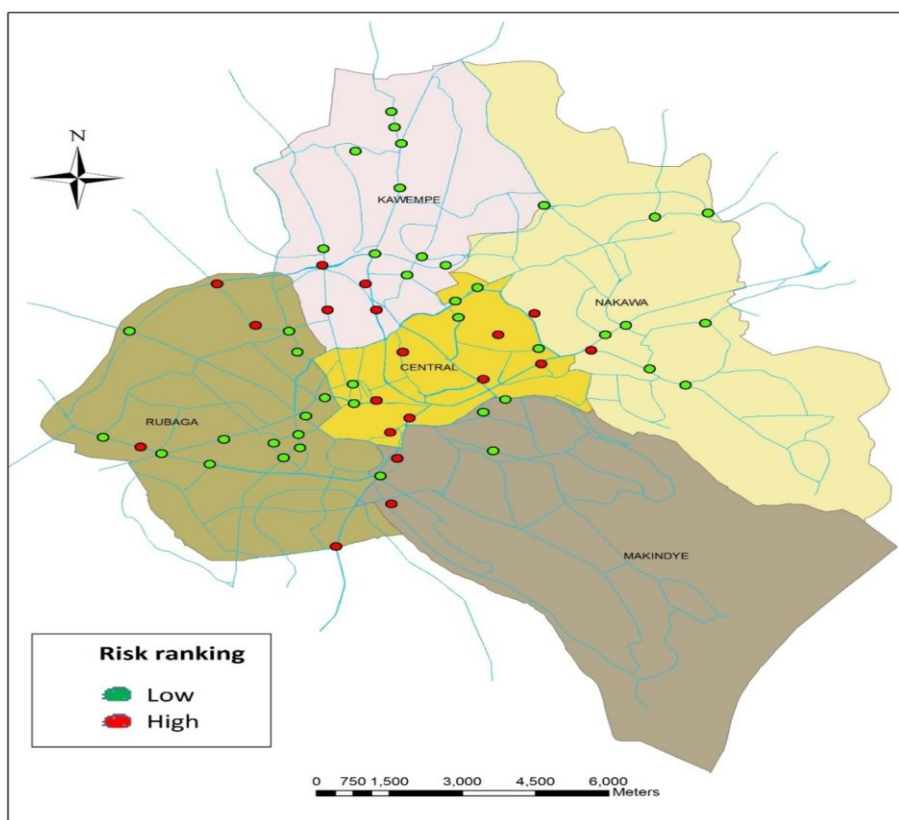 N
KAWEMPE
NAKAWA
CENTRAL
RUBAGA
MAKINDYE
Risk ranking
Low
High
0 750 1,500 3,000 4,500 6,000
Meters